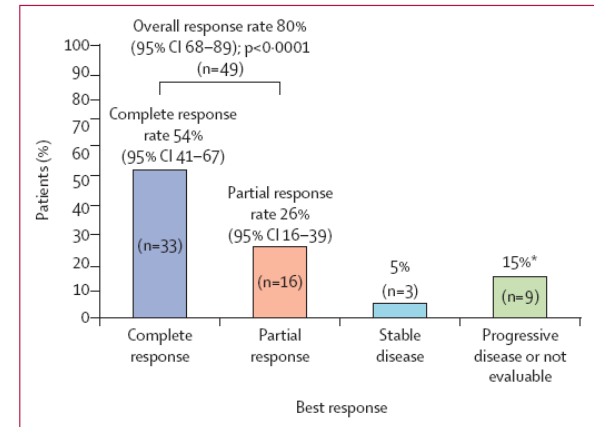 Overall response rate 80%
(95% CI 68–89); p<0·0001
(n=49)
100
90
80
70
60
50
40
30
20
10
0
Patients (%)
Complete response
rate 54%
(95% CI 41–67)
(n=33)
Partial response
rate 26%
(95% CI 16–39)
(n=16)
5%
(n=3)
15%*
(n=9)
Complete
response
Partial
response
Stable
disease
Progressive
disease or not
evaluable
Best response